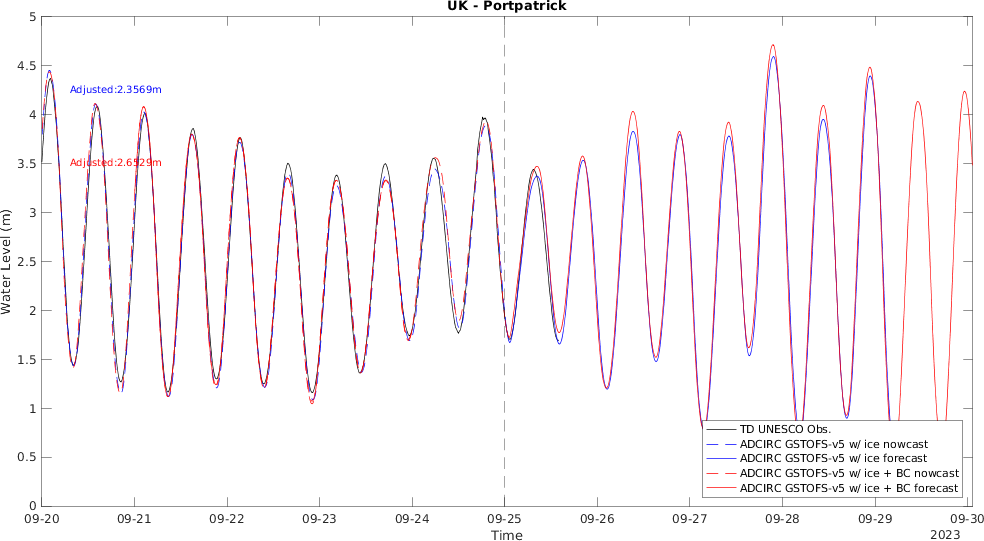 UK - Portpatrick
5
4.5
4
3.5
3
2.5
2
1.5
1
0.5
0
Water Level (m)
Adjusted:2.3569m
Adjusted:2.6529m
TD UNESCO Obs.
ADCIRC GSTOFS-v5 w/ ice nowcast
ADCIRC GSTOFS-v5 w/ ice forecast
ADCIRC GSTOFS-v5 w/ ice + BC nowcast
ADCIRC GSTOFS-v5 w/ ice + BC forecast
09-20 09-21 09-22 09-23 09-24 09-25 09-26 09-27 09-28 09-29 09-30
Time
2023